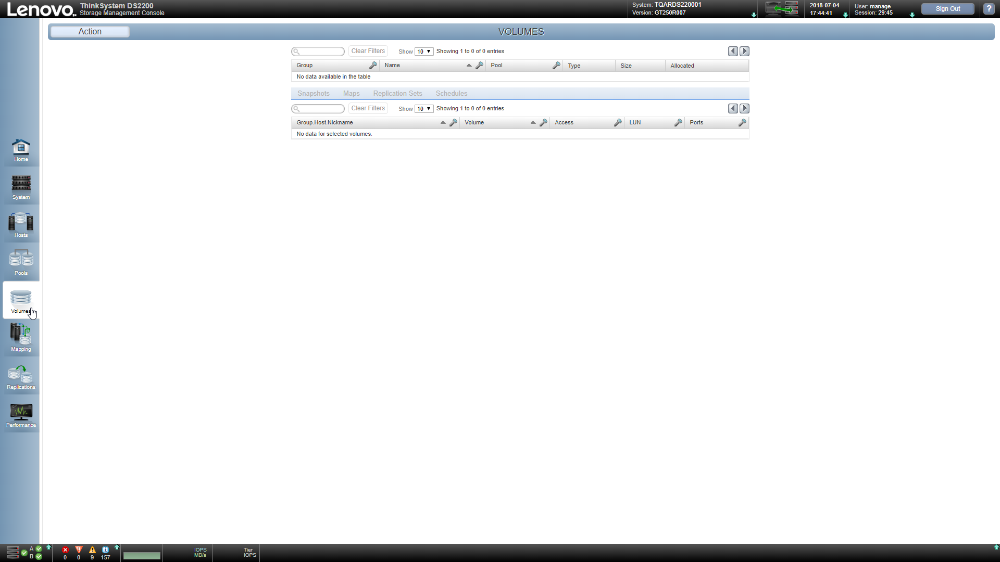 Lenovo™
ThinkSystem DS2200
Storage Management Console
System: TQARDS220001
Version: GT250R007
2018-07-04
17:44:41
User: manage
Session: 29:45
Sign Out
?
Action
VOLUMES
Clear Filters
Show 10 Showing 1 to 0 of 0 entries
Group Name Pool Type Size Allocated
No data available in the table
Snapshots Maps Replication Sets Schedules
Clear Filters
Show 10 Showing 1 to 0 of 0 entries
Group.Host.Nickname Volume Access LUN Ports
No data for selected volumes.
Home
System
Hosts
Pools
Volumes
Mapping
Replications
Performance
A
B
0 0 9 157
IOPS
MB/s
Tier
IOPS